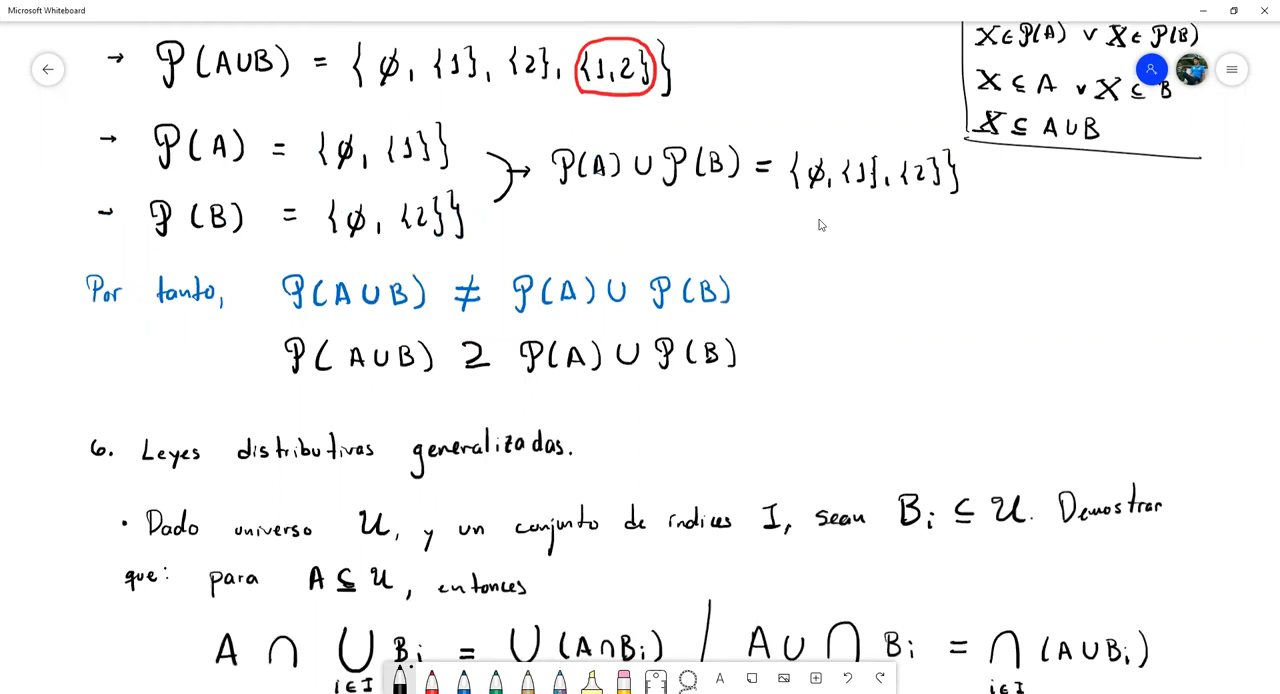 Microsoft Whiteboard
X ∈ P(A) ∨ X ∈ P(B)
→ P(A∪B) = {∅, {1}, {2}, {1,2}}
X ⊆ A ∨ X ⊆ B
X ⊆ A∪B
→ P(A) = {∅, {1}}
→ P(A) ∪ P(B) = {∅, {1}, {2}}
→ P(B) = {∅, {2}}
Por tanto, P(A∪B) ≠ P(A) ∪ P(B)
P(A∪B) ⊇ P(A) ∪ P(B)
6. Leyes distributivas generalizadas.
• Dado universo U, y un conjunto de índices I, sean Bᵢ ⊆ U. Demostrar
que: para A ⊆ U, entonces
A ∩ ⋃ Bᵢ = ⋃ (A∩Bᵢ) / A ∪ ⋂ Bᵢ = ⋂ (A∪Bᵢ)
i∈I i∈I